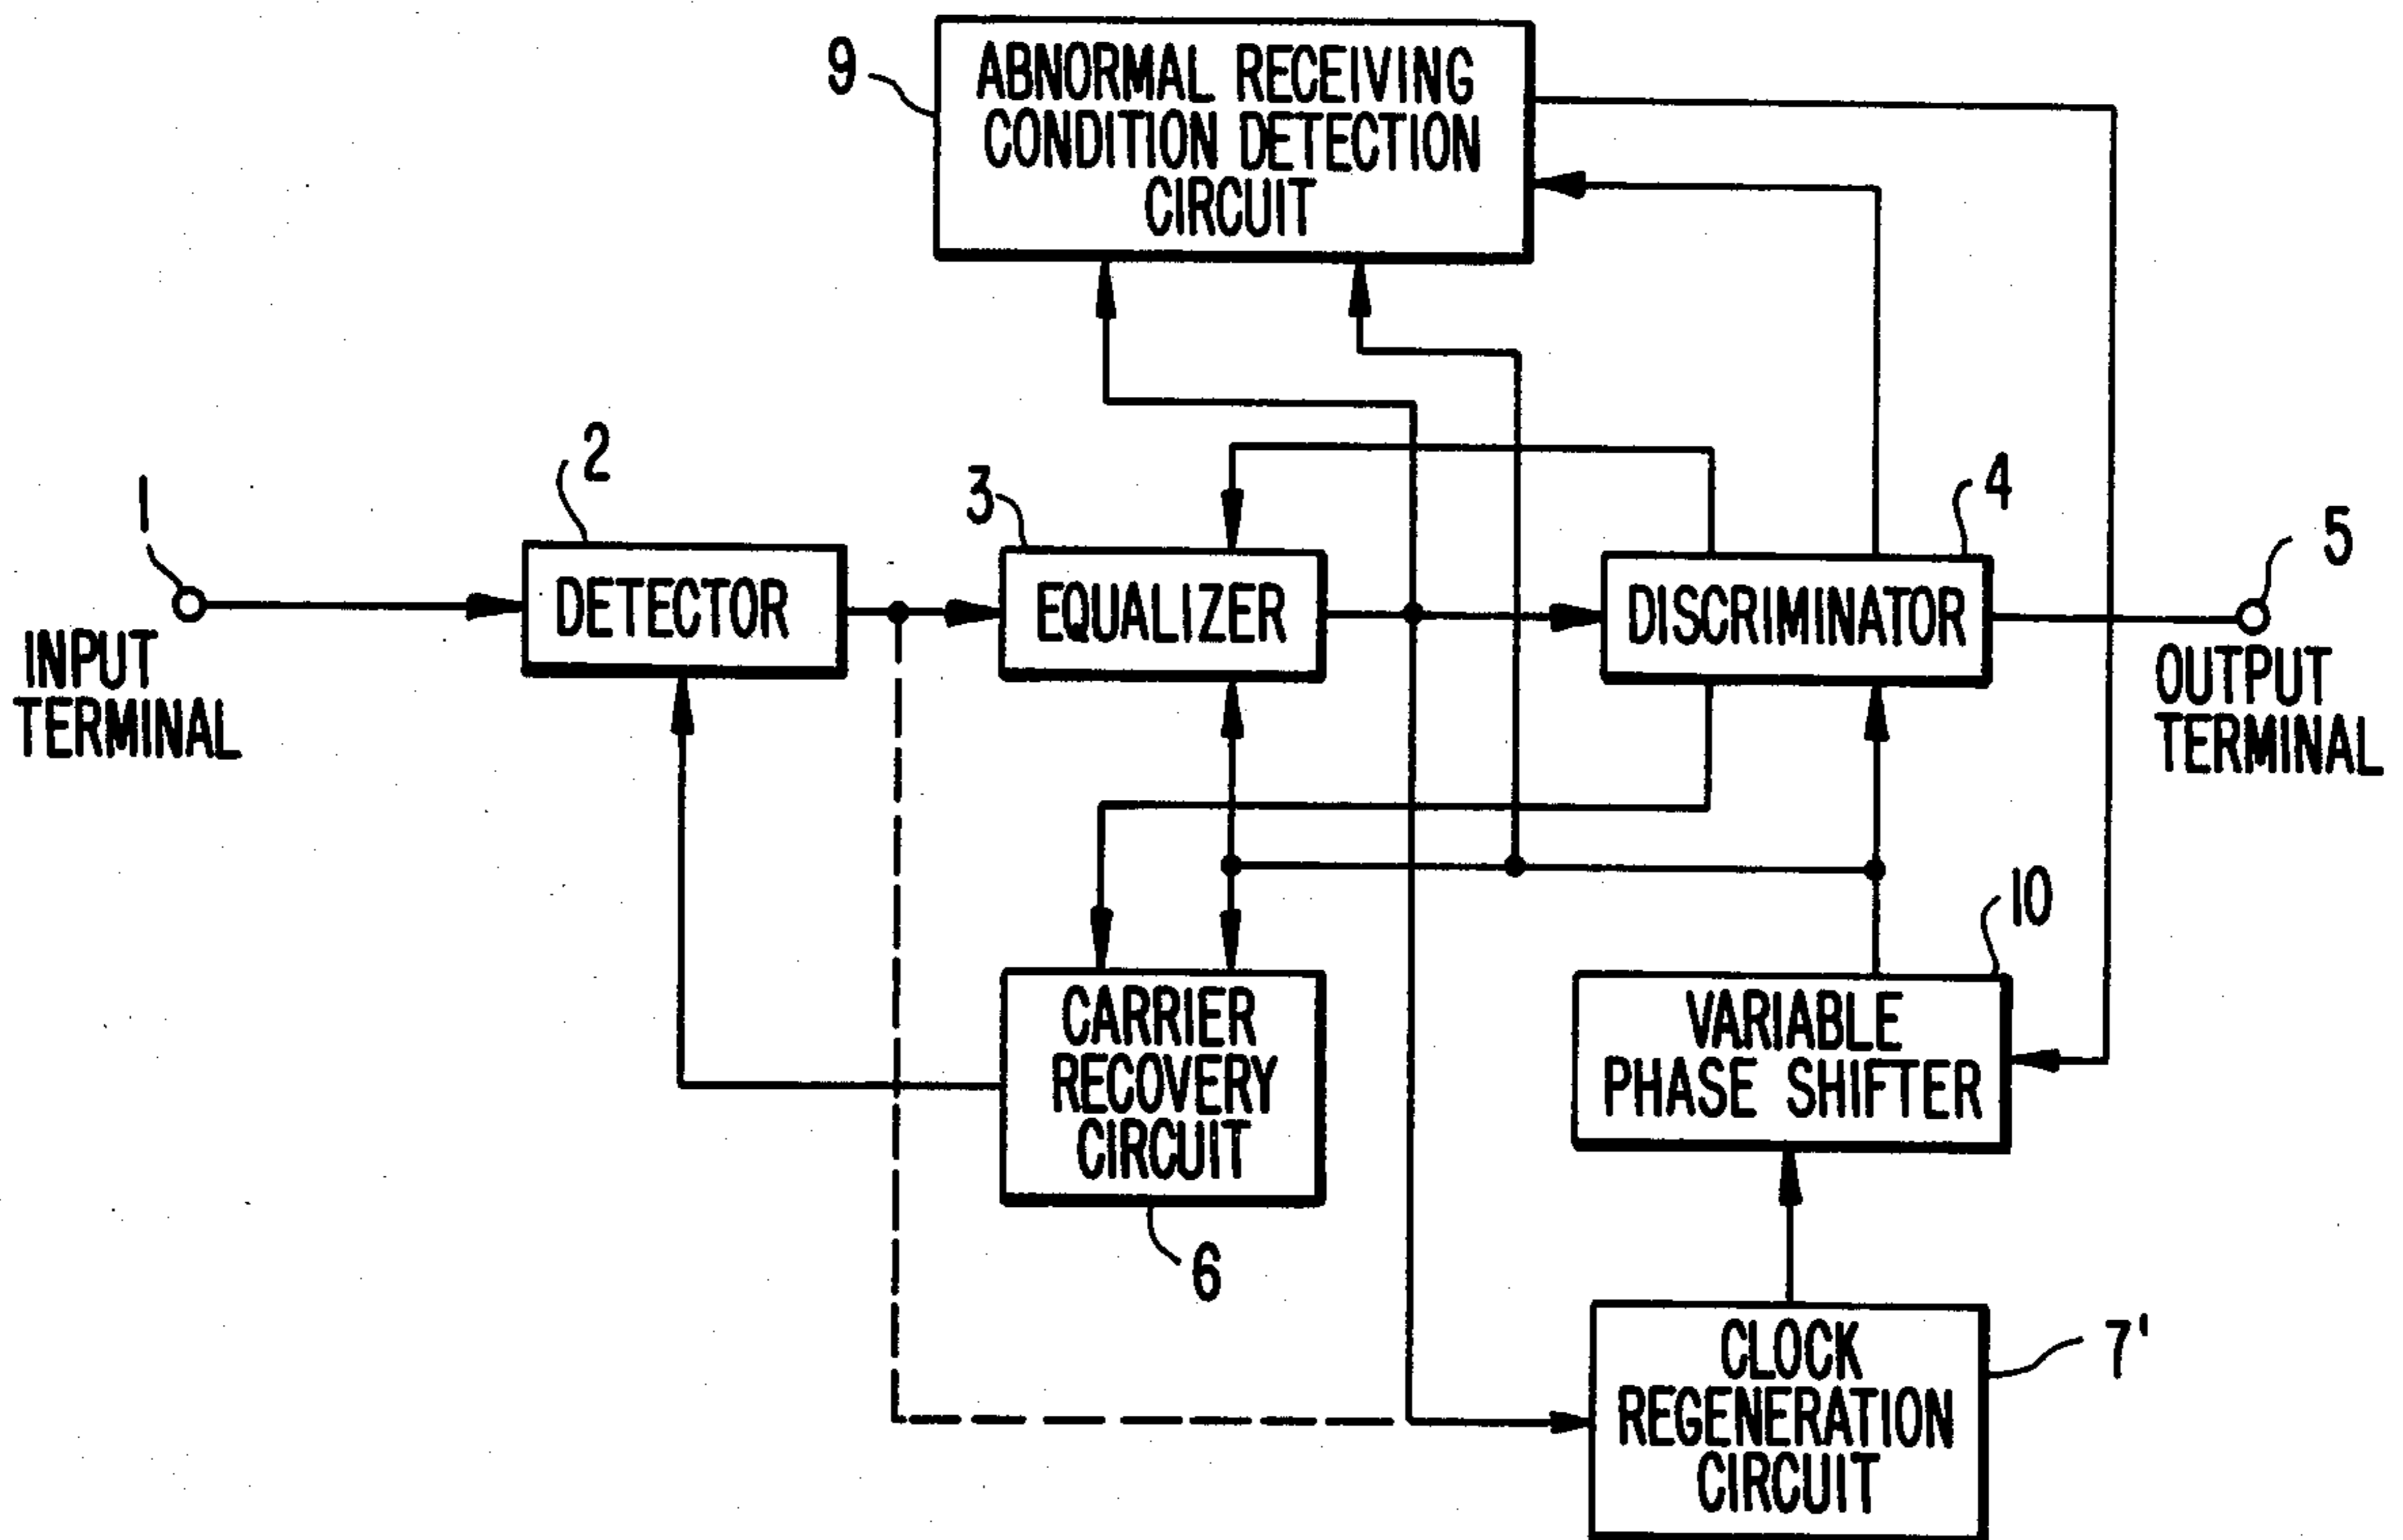 9
ABNORMAL RECEIVING
CONDITION DETECTION
CIRCUIT
1
INPUT
TERMINAL
2
DETECTOR
3
EQUALIZER
4
DISCRIMINATOR
5
OUTPUT
TERMINAL
CARRIER
RECOVERY
CIRCUIT
6
10
VARIABLE
PHASE SHIFTER
CLOCK
REGENERATION
CIRCUIT
7'